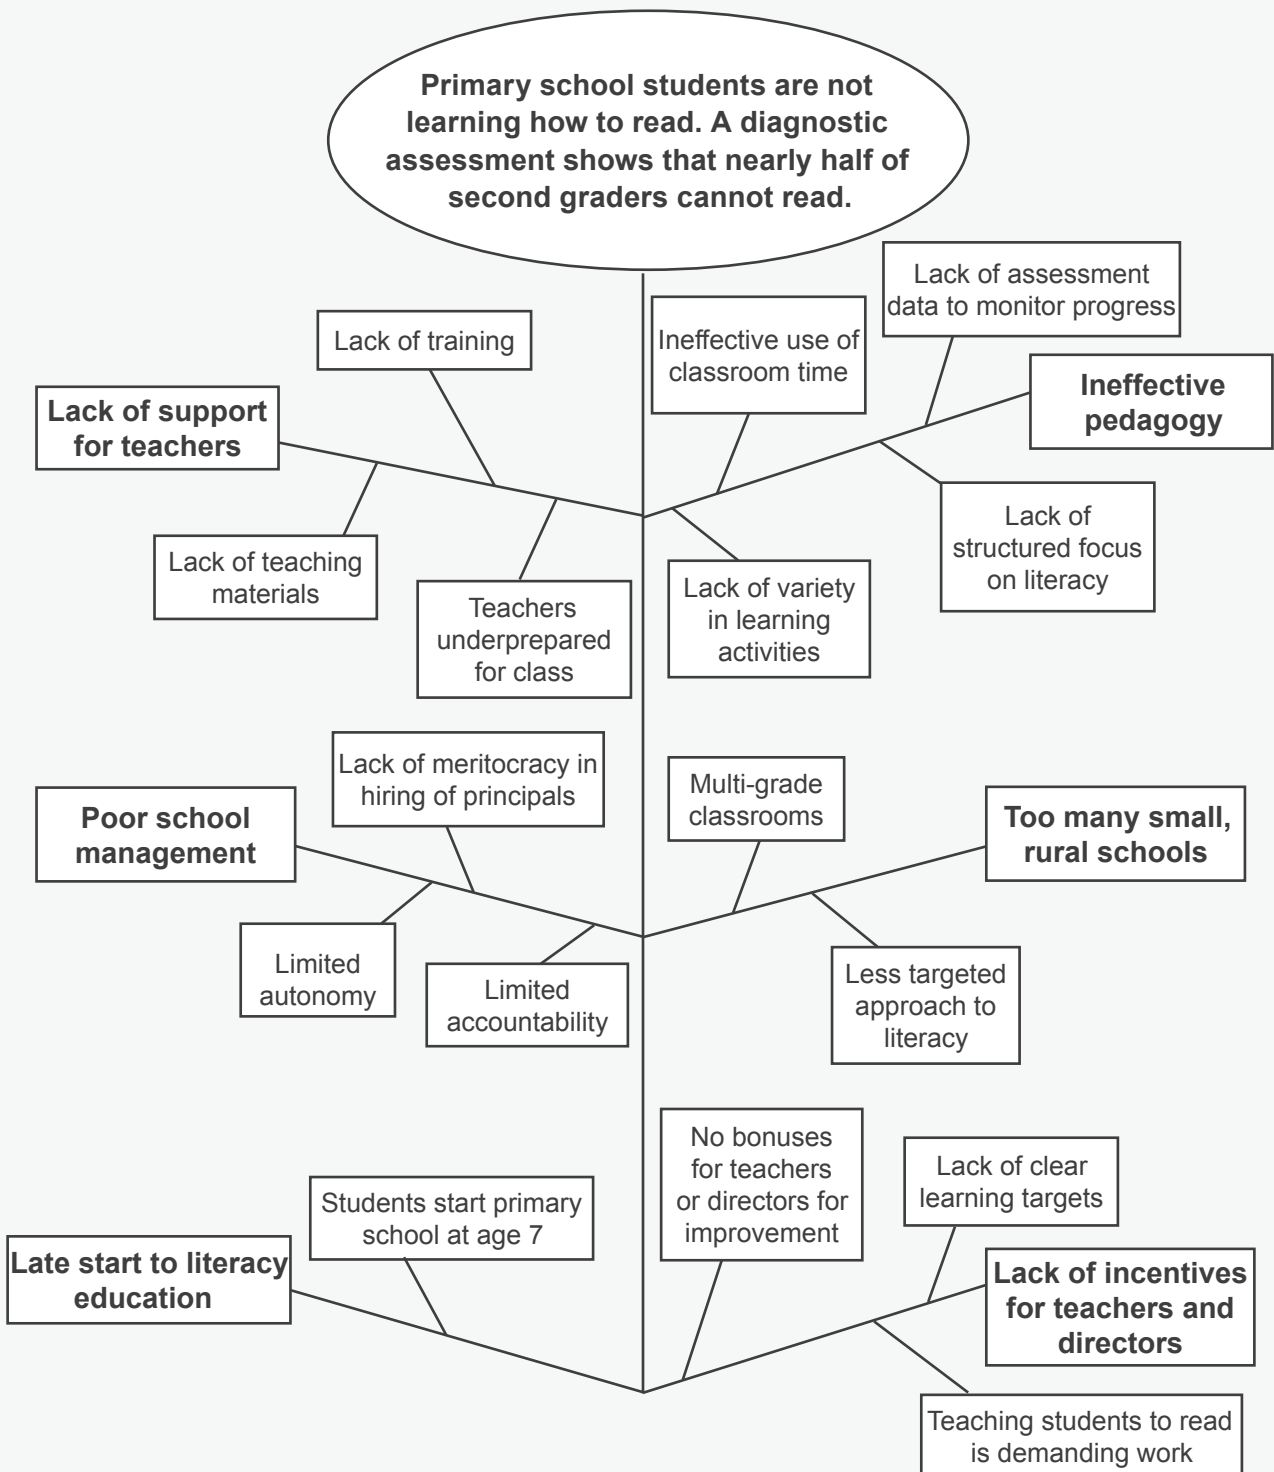 Primary school students are not
learning how to read. A diagnostic
assessment shows that nearly half of
second graders cannot read.
Lack of assessment
data to monitor progress
Lack of training
Ineffective use of
classroom time
Ineffective
pedagogy
Lack of support
for teachers
Lack of teaching
materials
Teachers
underprepared
for class
Lack of variety
in learning
activities
Lack of
structured focus
on literacy
Lack of meritocracy in
hiring of principals
Multi-grade
classrooms
Poor school
management
Too many small,
rural schools
Limited
autonomy
Limited
accountability
Less targeted
approach to
literacy
No bonuses
for teachers
or directors for
improvement
Lack of clear
learning targets
Students start primary
school at age 7
Late start to literacy
education
Lack of incentives
for teachers and
directors
Teaching students to read
is demanding work